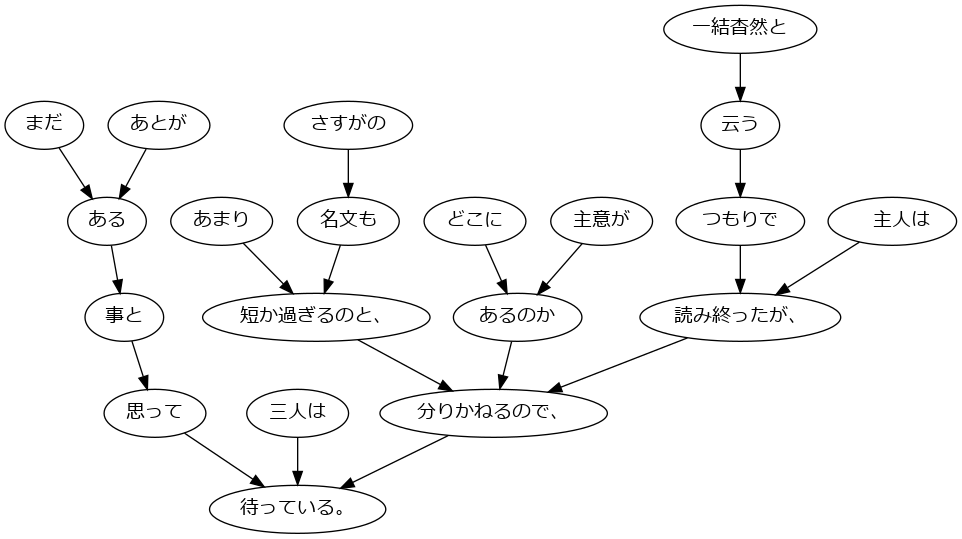 一結杳然と
まだ
あとが
さすがの
云う
ある
あまり
名文も
どこに
主意が
つもりで
主人は
事と
短か過ぎるのと、
あるのか
読み終ったが、
思って
三人は
分りかねるので、
待っている。